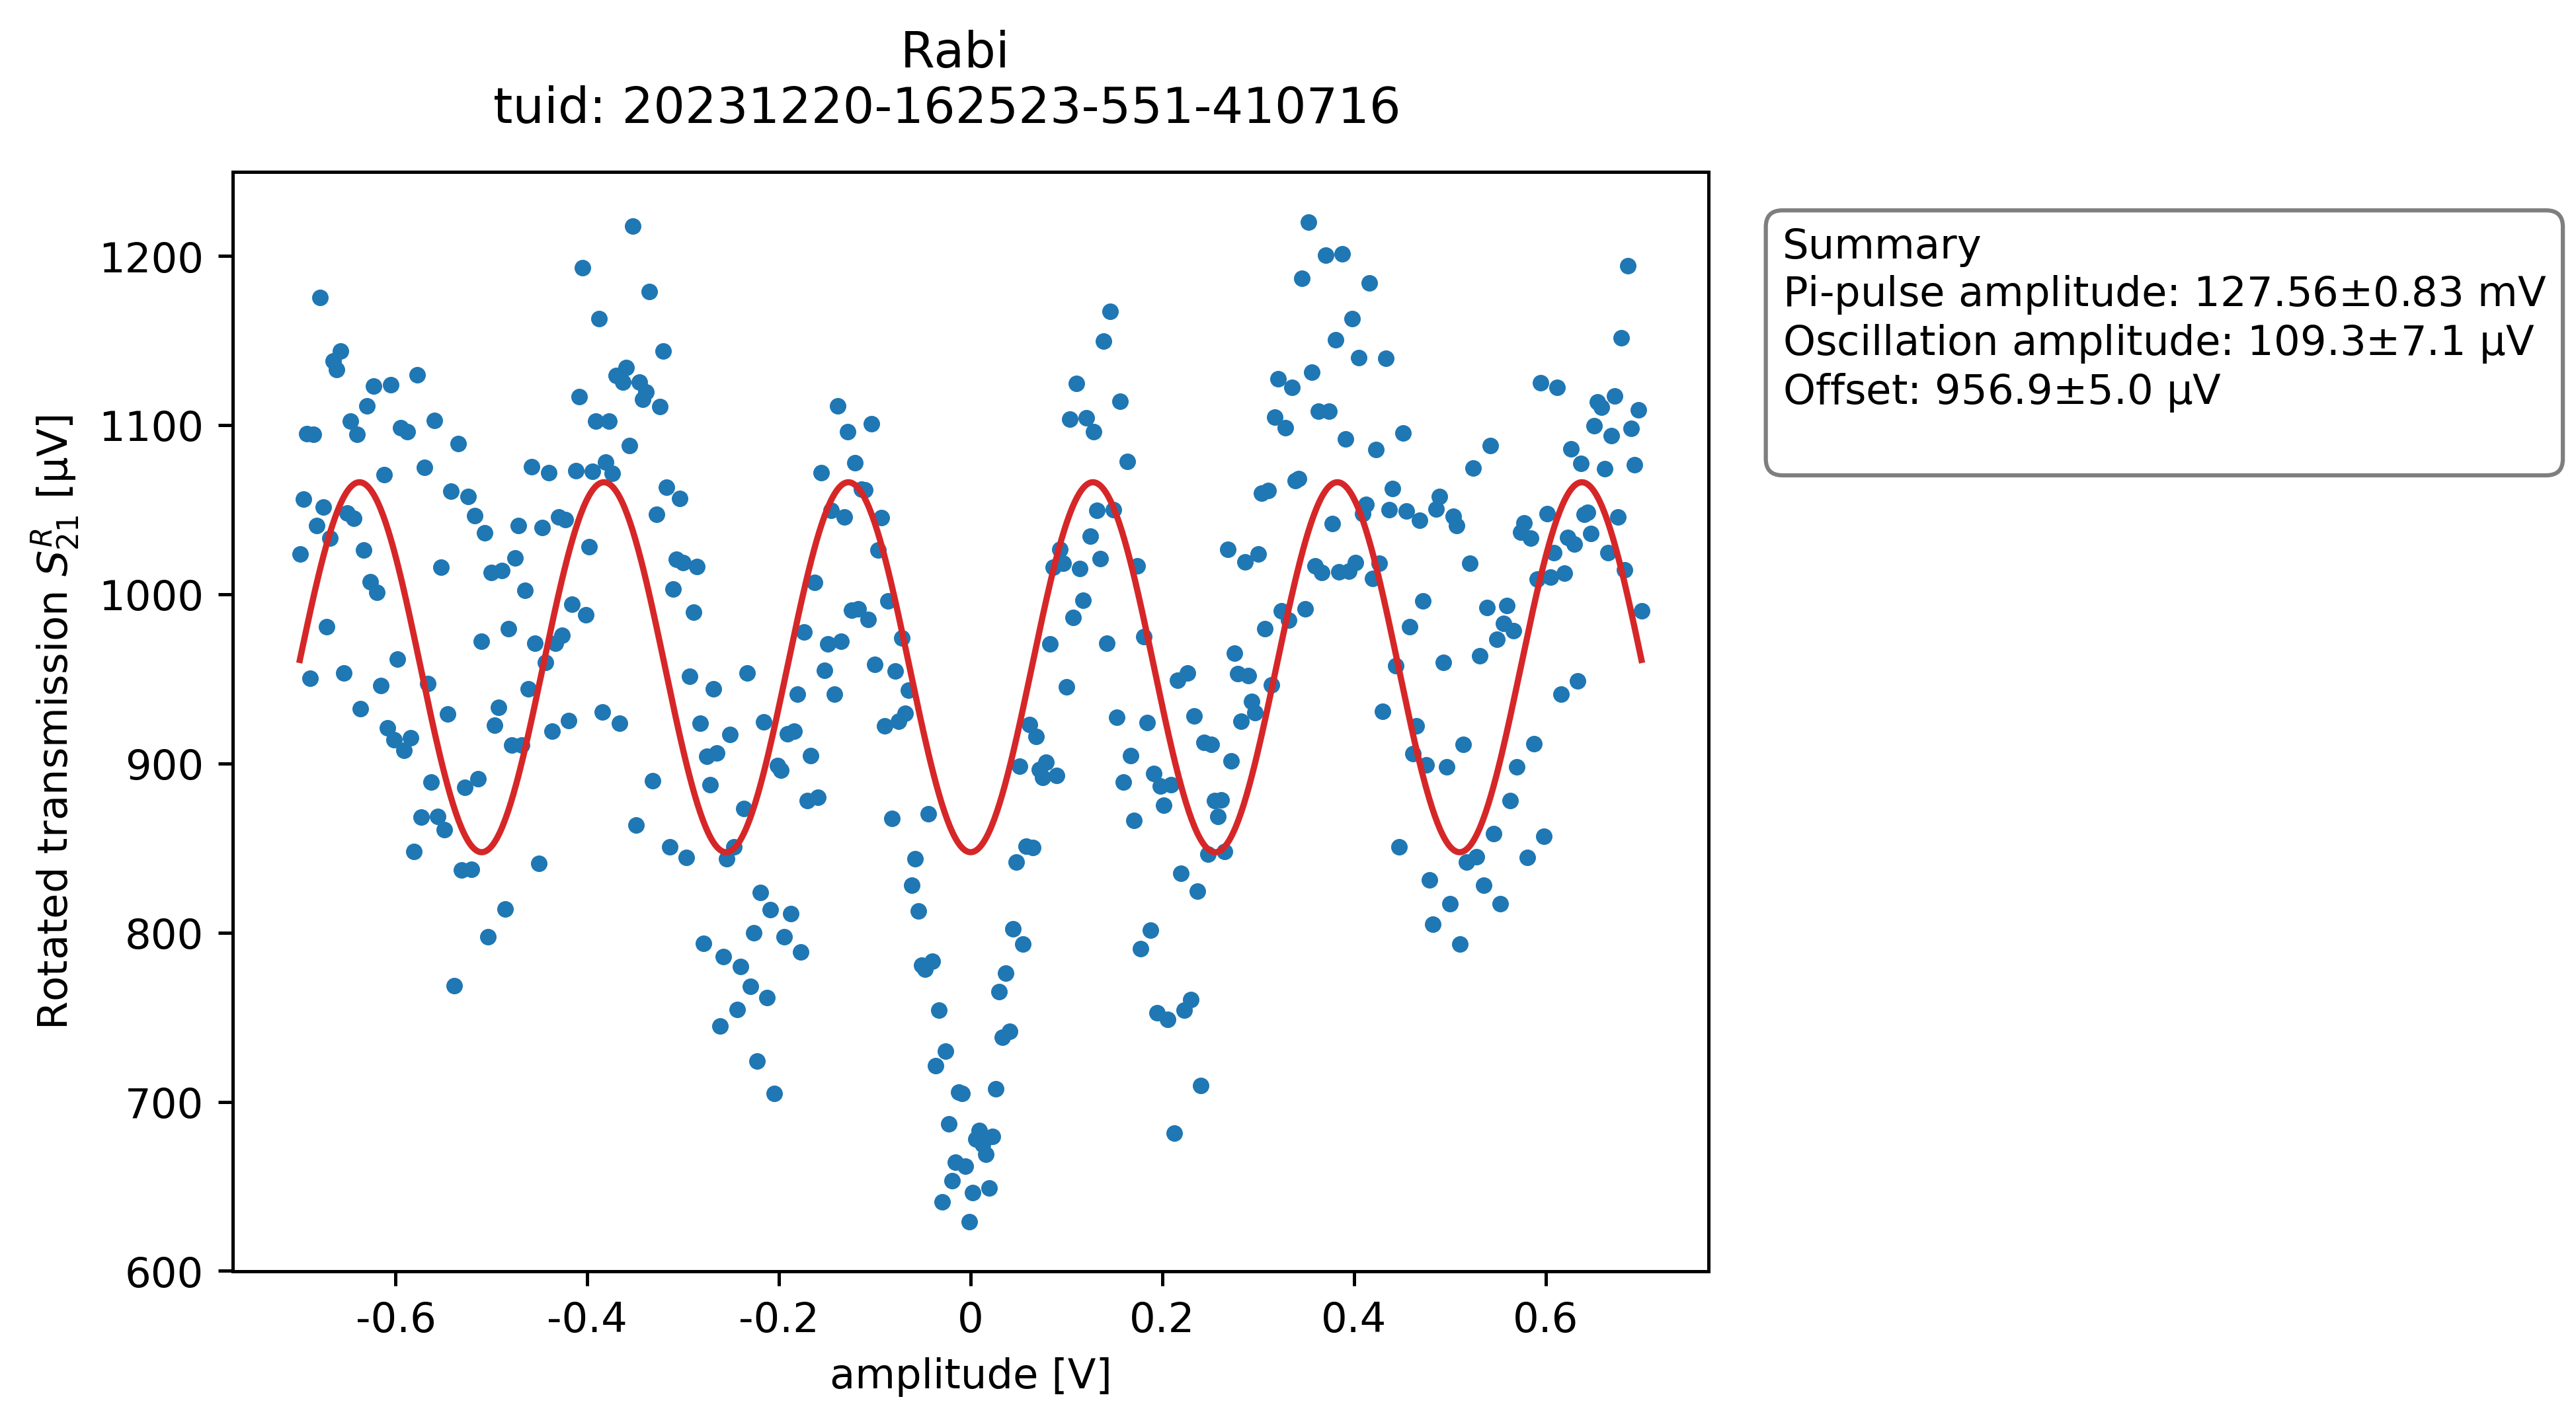 Rabi
tuid: 20231220-162523-551-410716
Rotated transmission S_{21}^{R} [μV]
1200
1100
1000
900
800
700
600
-0.6
-0.4
-0.2
0
0.2
0.4
0.6
amplitude [V]
Summary
Pi-pulse amplitude: 127.56±0.83 mV
Oscillation amplitude: 109.3±7.1 μV
Offset: 956.9±5.0 μV